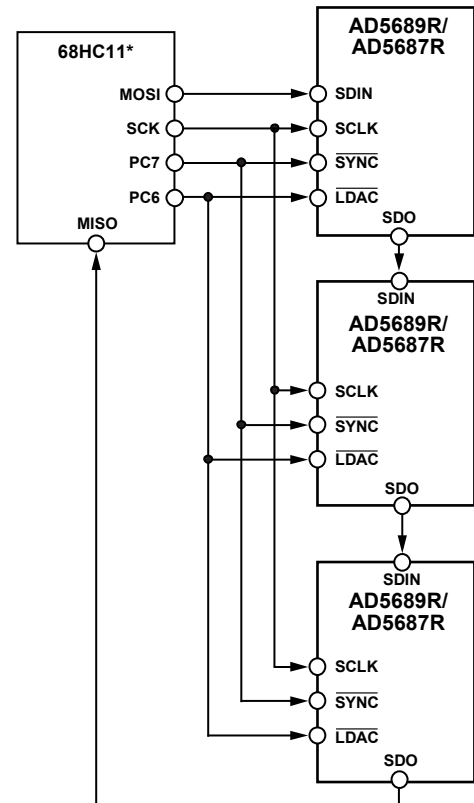 68HC11*
MOSI
SCK
PC7
PC6
MISO
AD5689R/
AD5687R
SDIN
SCLK
SYNC
LDAC
SDO
SDIN
AD5689R/
AD5687R
SCLK
SYNC
LDAC
SDO
SDIN
AD5689R/
AD5687R
SCLK
SYNC
LDAC
SDO